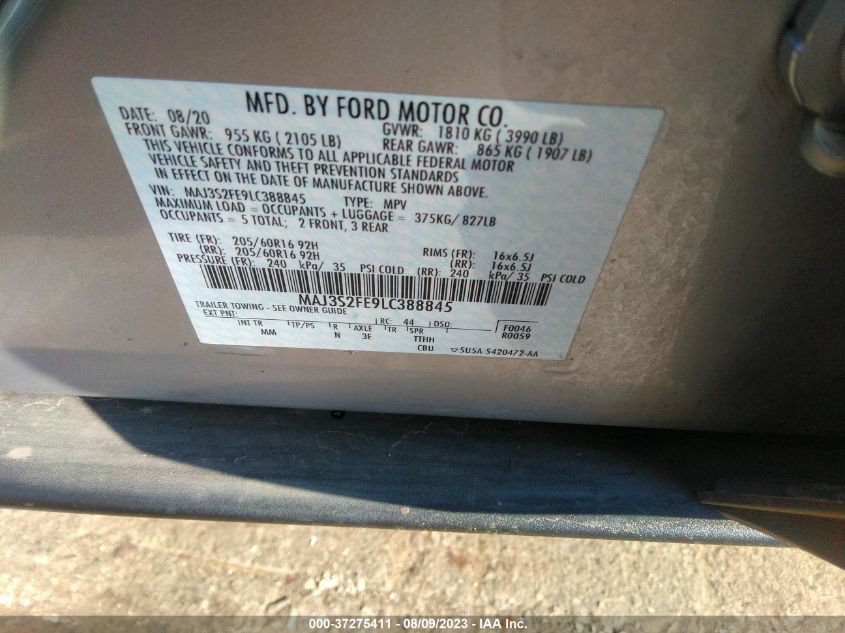 MFD. BY FORD MOTOR CO.
DATE: 08/20 GVWR: 1810 KG ( 3990 LB)
FRONT GAWR: 955 KG ( 2105 LB) REAR GAWR: 865 KG ( 1907 LB)
THIS VEHICLE CONFORMS TO ALL APPLICABLE FEDERAL MOTOR
VEHICLE SAFETY AND THEFT PREVENTION STANDARDS
IN EFFECT ON THE DATE OF MANUFACTURE SHOWN ABOVE.
VIN: MAJ3S2FE9LC388845 TYPE: MPV
MAXIMUM LOAD = OCCUPANTS + LUGGAGE = 375KG/ 827LB
OCCUPANTS = 5 TOTAL; 2 FRONT, 3 REAR
TIRE (FR): 205/60R16 92H RIMS (FR): 16x6.5J
(RR): 205/60R16 92H (RR): 16x6.5J
PRESSURE (FR): 240 kPa/ 35 PSI COLD (RR): 240 kPa/ 35 PSI COLD
MAJ3S2FE9LC388845
TRAILER TOWING - SEE OWNER GUIDE
EXT PNT: RC: 44 DSO: F0046
R0059
INT TR TP/PS R AXLE TR SPR
MM N 3E TTHH
CBU 5U5A-5420472-AA
000-37275411 - 08/09/2023 - IAA Inc.